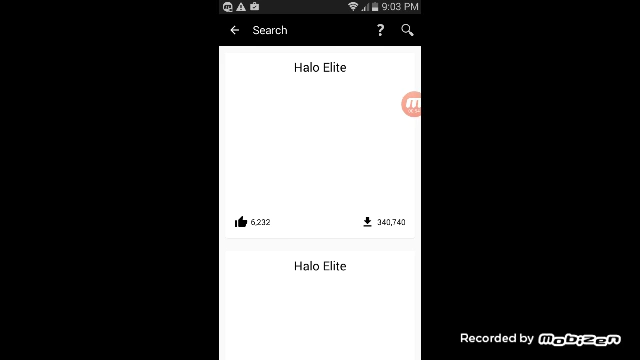 9:03 PM
Search
?
Halo Elite
6,232
340,740
Halo Elite
Recorded by Mobizen